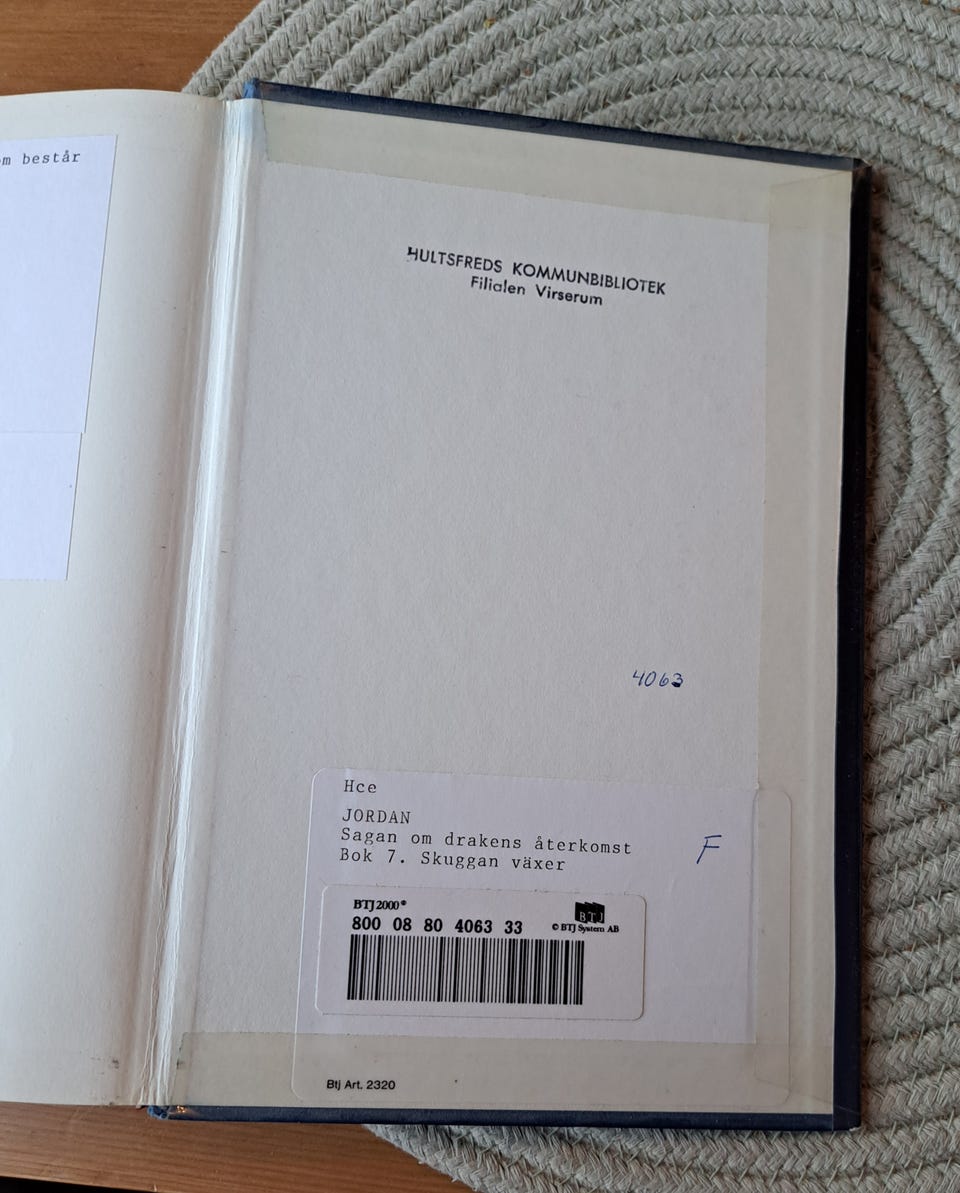 om består
HULTSFREDS KOMMUNBIBLIOTEK
Filialen Virserum
4063
Hce
JORDAN
Sagan om drakens återkomst
Bok 7. Skuggan växer
F
BTJ 2000®
BTJ
800 08 80 4063 33
© BTJ System AB
Btj Art. 2320